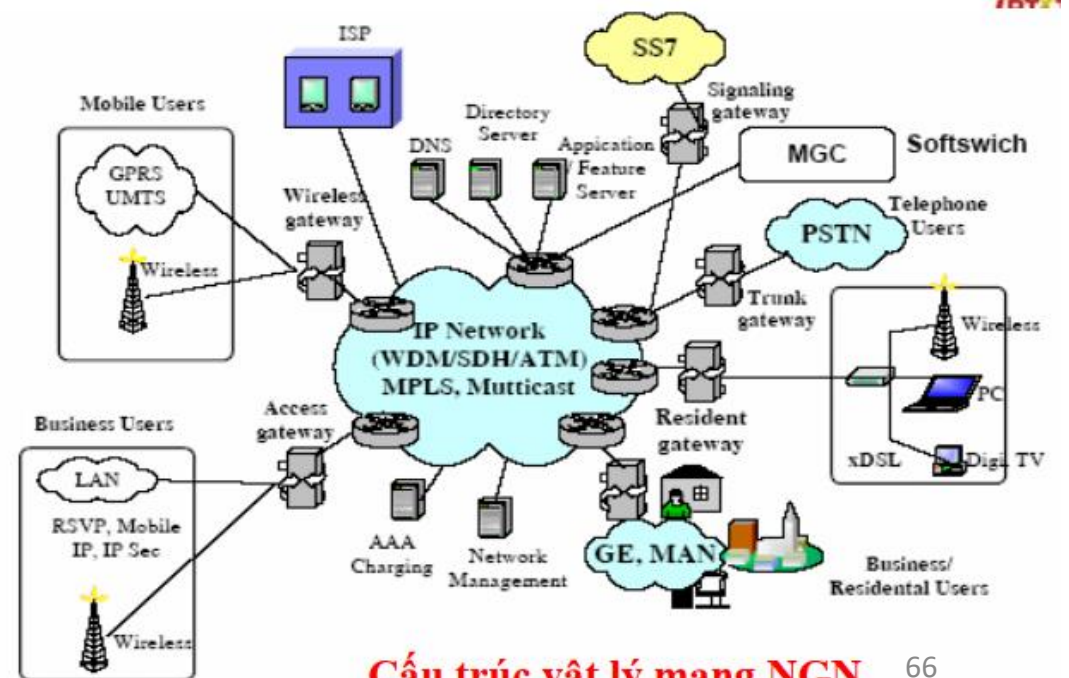 ISP
SS7
Mobile Users
GPRS
UMTS
Wireless
Wireless
gateway
DNS
Directory
Server
Appication
/ Feature
Server
Signaling
gateway
MGC
Softswich
Telephone
Users
PSTN
Trunk
gateway
IP Network
(WDM/SDH/ATM)
MPLS, Mutticast
Wireless
PC
xDSL
Digi. TV
Resident
gateway
Access
gateway
Business Users
LAN
RSVP, Mobile
IP, IP Sec
Wireless
AAA
Charging
Network
Management
GE, MAN
Business/
Residental Users
Cấu trúc vật lý mạng NGN
66